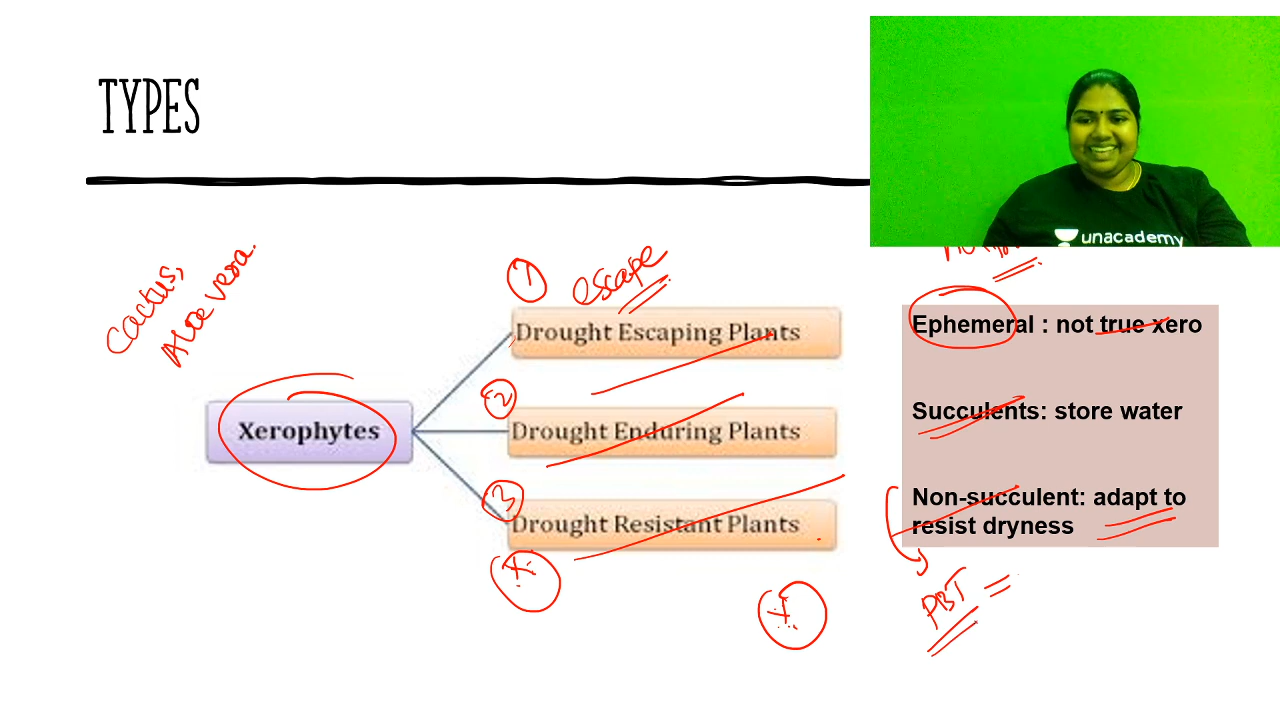 TYPES
unacademy
Cactus,
Aloe vera.
1
escape
Drought Escaping Plants
2
Xerophytes
Drought Enduring Plants
3
Drought Resistant Plants
Ephemeral : not true xero
Succulents: store water
Non-succulent: adapt to
resist dryness
PBT